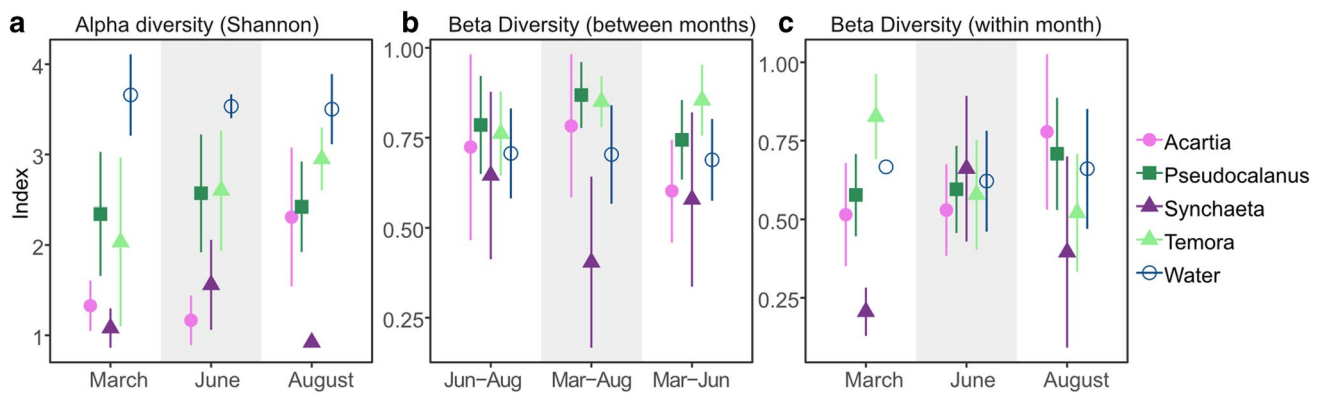 a Alpha diversity (Shannon)
Index
4
3
2
1
March June August
b Beta Diversity (between months)
1.00
0.75
0.50
0.25
Jun−Aug Mar−Aug Mar−Jun
c Beta Diversity (within month)
1.00
0.75
0.50
0.25
March June August
Acartia
Pseudocalanus
Synchaeta
Temora
Water